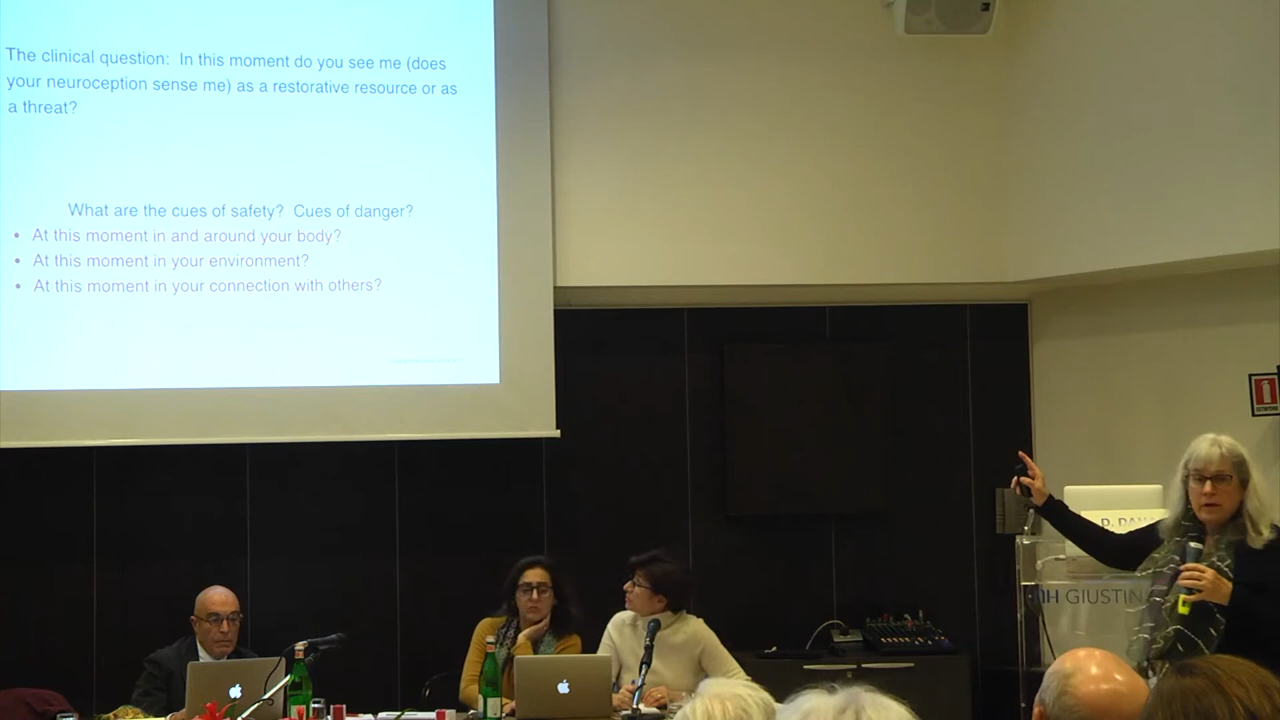 The clinical question: In this moment do you see me (does
your neuroception sense me) as a restorative resource or as
a threat?
What are the cues of safety? Cues of danger?
• At this moment in and around your body?
• At this moment in your environment?
• At this moment in your connection with others?
D. DANA
NH GIUSTIN